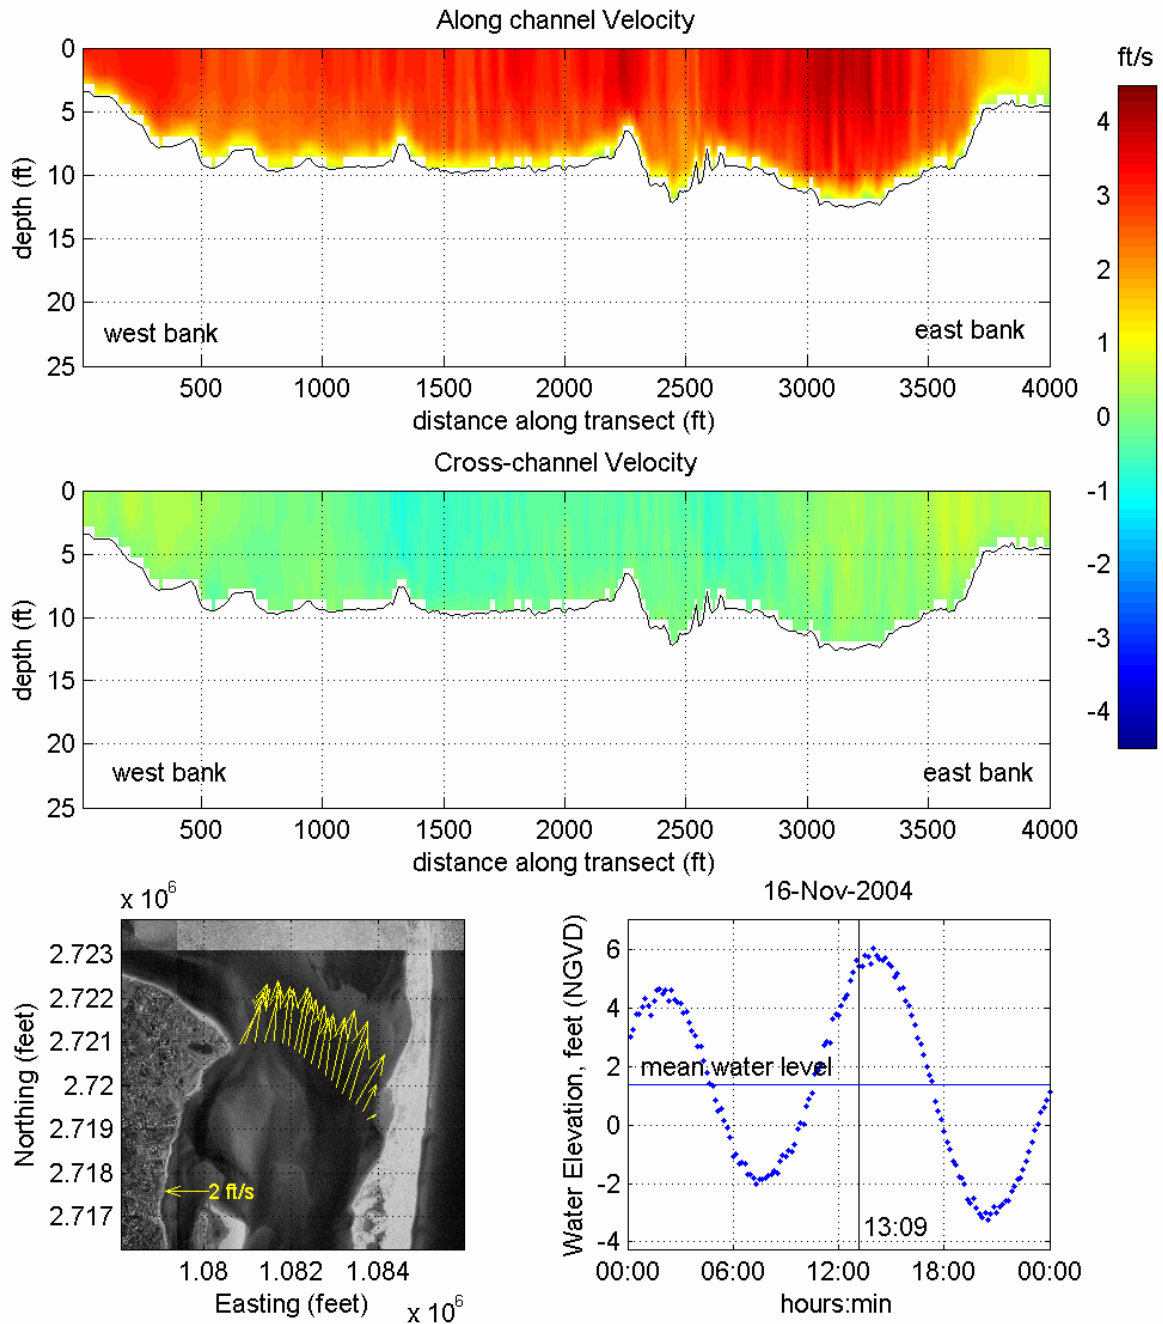 Along channel Velocity
ft/s
0
5
10
15
20
25
depth (ft)
west bank
east bank
500
1000
1500
2000
2500
3000
3500
4000
distance along transect (ft)
4
3
2
1
0
-1
-2
-3
-4
Cross-channel Velocity
0
5
10
15
20
25
depth (ft)
west bank
east bank
500
1000
1500
2000
2500
3000
3500
4000
distance along transect (ft)
x 10^6
2.723
2.722
2.721
2.72
2.719
2.718
2.717
Northing (feet)
2 ft/s
1.08
1.082
1.084
Easting (feet)
x 10^6
16-Nov-2004
Water Elevation, feet (NGVD)
6
4
2
0
-2
-4
mean water level
13:09
00:00
06:00
12:00
18:00
00:00
hours:min